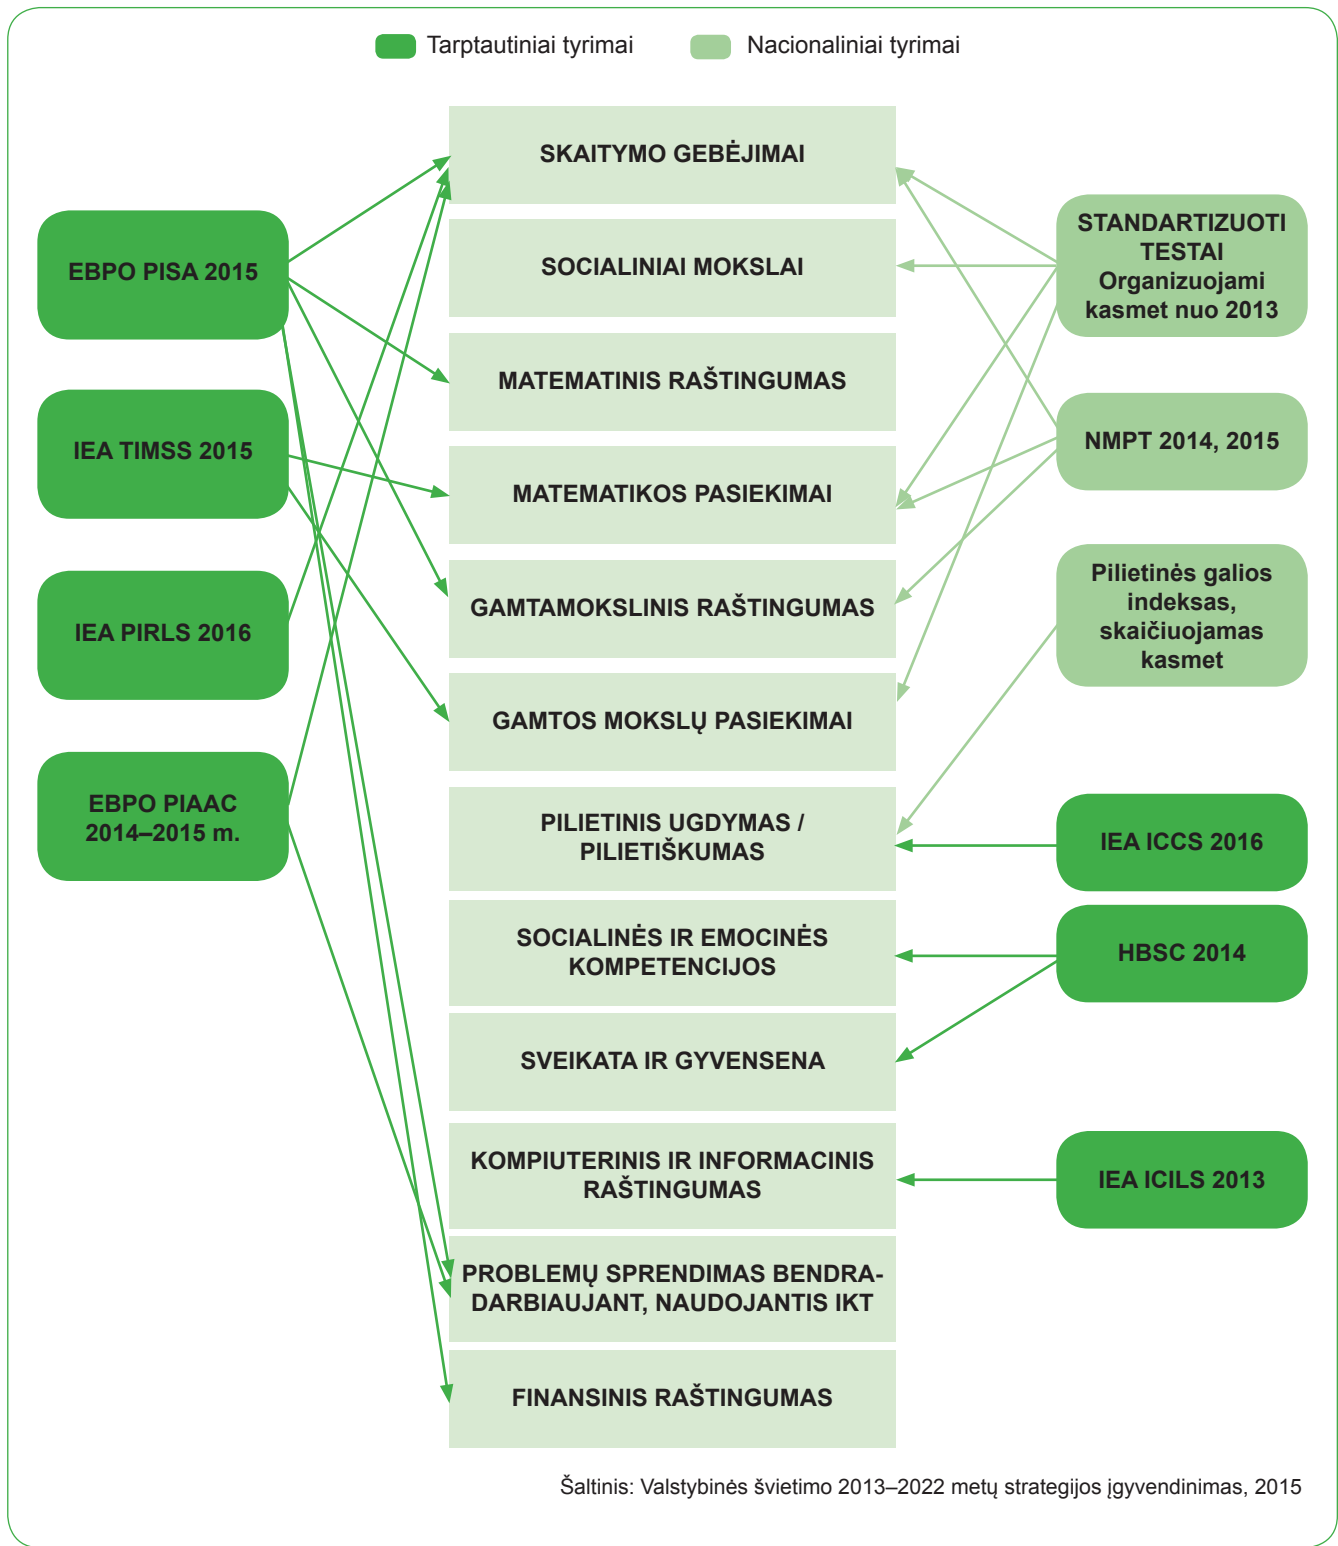 Tarptautiniai tyrimai
Nacionaliniai tyrimai
EBPO PISA 2015
IEA TIMSS 2015
IEA PIRLS 2016
EBPO PIAAC
2014–2015 m.
SKAITYMO GEBĖJIMAI
SOCIALINIAI MOKSLAI
MATEMATINIS RAŠTINGUMAS
MATEMATIKOS PASIEKIMAI
GAMTAMOKSLINIS RAŠTINGUMAS
GAMTOS MOKSLŲ PASIEKIMAI
PILIETINIS UGDYMAS /
PILIETIŠKUMAS
SOCIALINĖS IR EMOCINĖS
KOMPETENCIJOS
SVEIKATA IR GYVENSENA
KOMPIUTERINIS IR INFORMACINIS
RAŠTINGUMAS
PROBLEMŲ SPRENDIMAS BENDRA-
DARBIAUJANT, NAUDOJANTIS IKT
FINANSINIS RAŠTINGUMAS
STANDARTIZUOTI
TESTAI
Organizuojami
kasmet nuo 2013
NMPT 2014, 2015
Pilietinės galios
indeksas,
skaičiuojamas
kasmet
IEA ICCS 2016
HBSC 2014
IEA ICILS 2013
Šaltinis: Valstybinės švietimo 2013–2022 metų strategijos įgyvendinimas, 2015